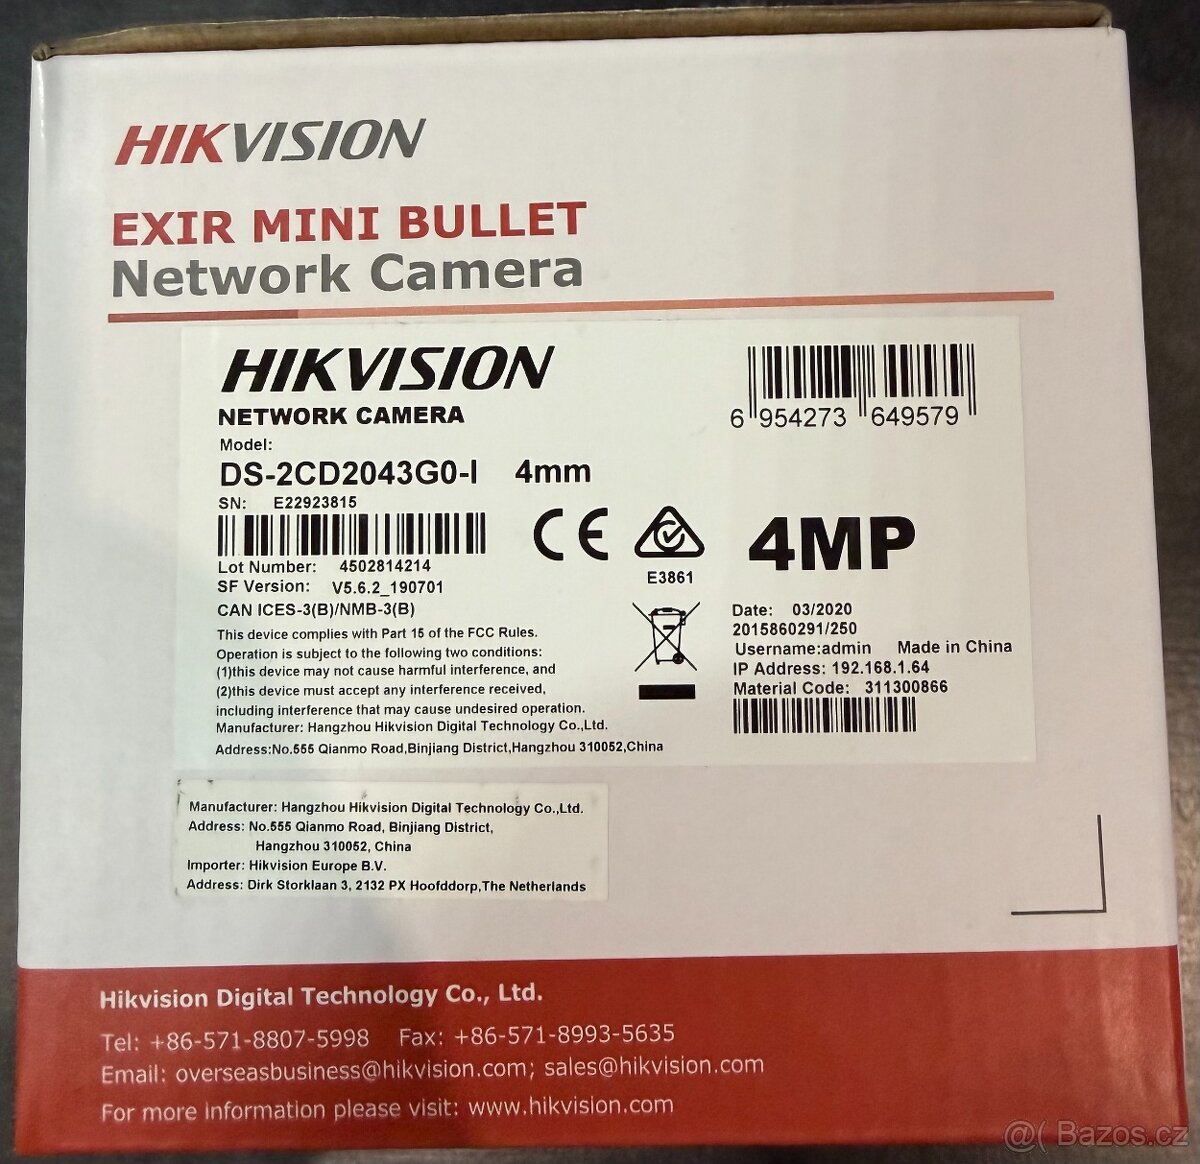 HIKVISION
EXIR MINI BULLET
Network Camera
HIKVISION
NETWORK CAMERA
Model:
DS-2CD2043G0-I 4mm
SN: E22923815
Lot Number: 4502814214
SF Version: V5.6.2_190701
CAN ICES-3(B)/NMB-3(B)
This device complies with Part 15 of the FCC Rules.
Operation is subject to the following two conditions:
(1)this device may not cause harmful interference, and
(2)this device must accept any interference received,
including interference that may cause undesired operation.
Manufacturer: Hangzhou Hikvision Digital Technology Co.,Ltd.
Address:No.555 Qianmo Road,Binjiang District,Hangzhou 310052,China
6 954273 649579
CE
E3861
4MP
Date: 03/2020
2015860291/250
Username:admin Made in China
IP Address: 192.168.1.64
Material Code: 311300866
Manufacturer: Hangzhou Hikvision Digital Technology Co.,Ltd.
Address: No.555 Qianmo Road, Binjiang District,
Hangzhou 310052, China
Importer: Hikvision Europe B.V.
Address: Dirk Storklaan 3, 2132 PX Hoofddorp,The Netherlands
Hikvision Digital Technology Co., Ltd.
Tel: +86-571-8807-5998 Fax: +86-571-8993-5635
Email: overseasbusiness@hikvision.com; sales@hikvision.com
For more information please visit: www.hikvision.com
@( Bazos.cz